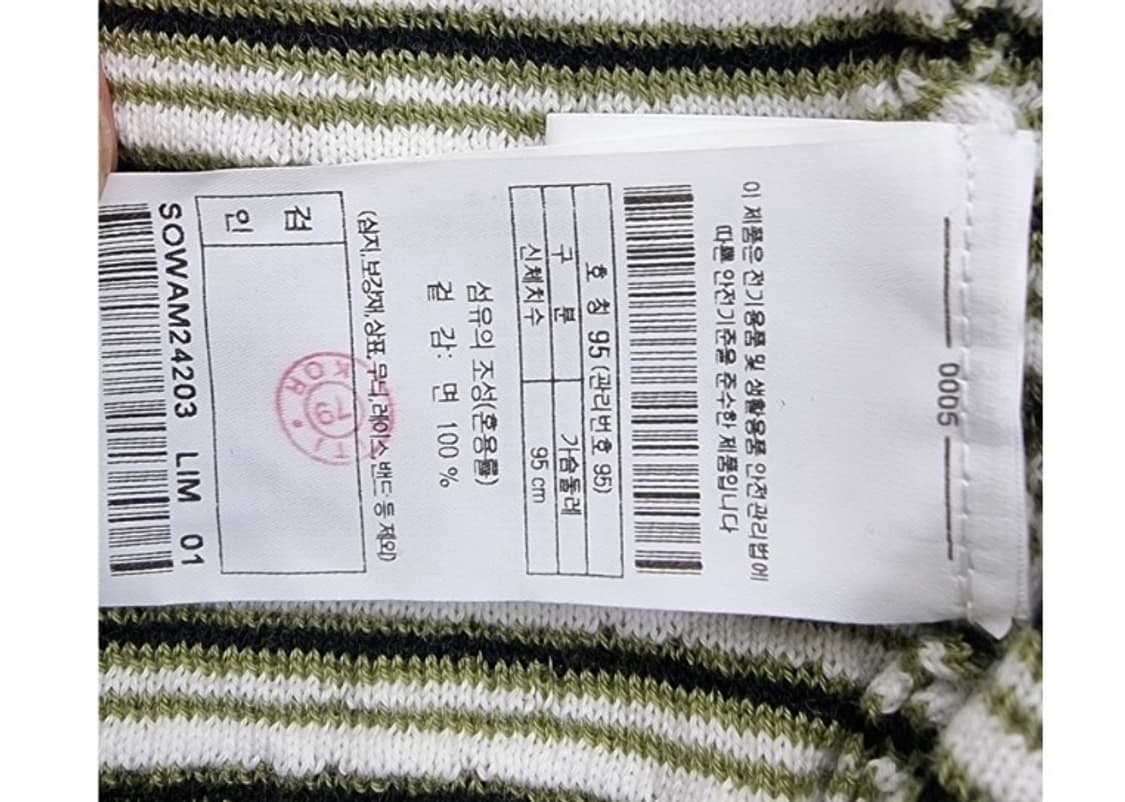 0005
이 제품은 전기용품 및 생활용품 안전관리법에
따른 안전기준을 준수한 제품입니다
호 칭 95 (관리번호 95)
구 분 가슴둘레
신체치수 95 cm
섬유의 조성(혼용률)
겉 감: 면 100 %
(심지,보강재,상표,무늬,레이스밴드 등 제외)
검
인
KOR
79
SOWAM24203 LIM 01